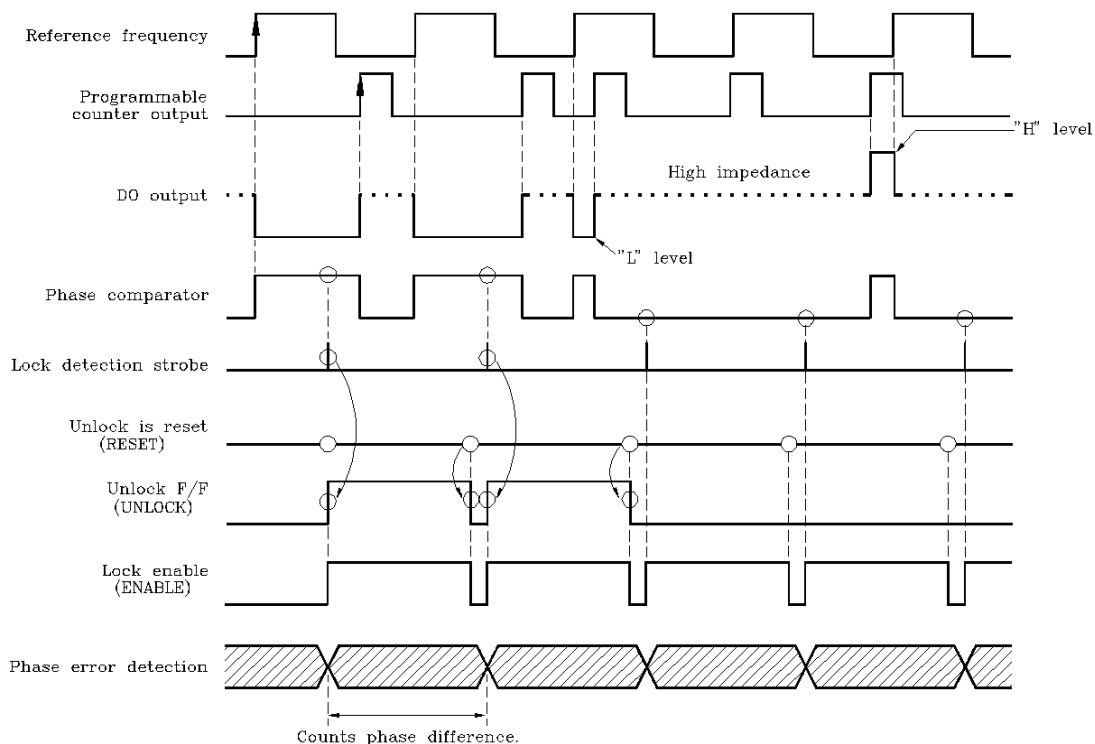 Reference frequency
Programmable
counter output
"H" level
High impedance
DO output
"L" level
Phase comparator
Lock detection strobe
Unlock is reset
(RESET)
Unlock F/F
(UNLOCK)
Lock enable
(ENABLE)
Phase error detection
Counts phase difference.